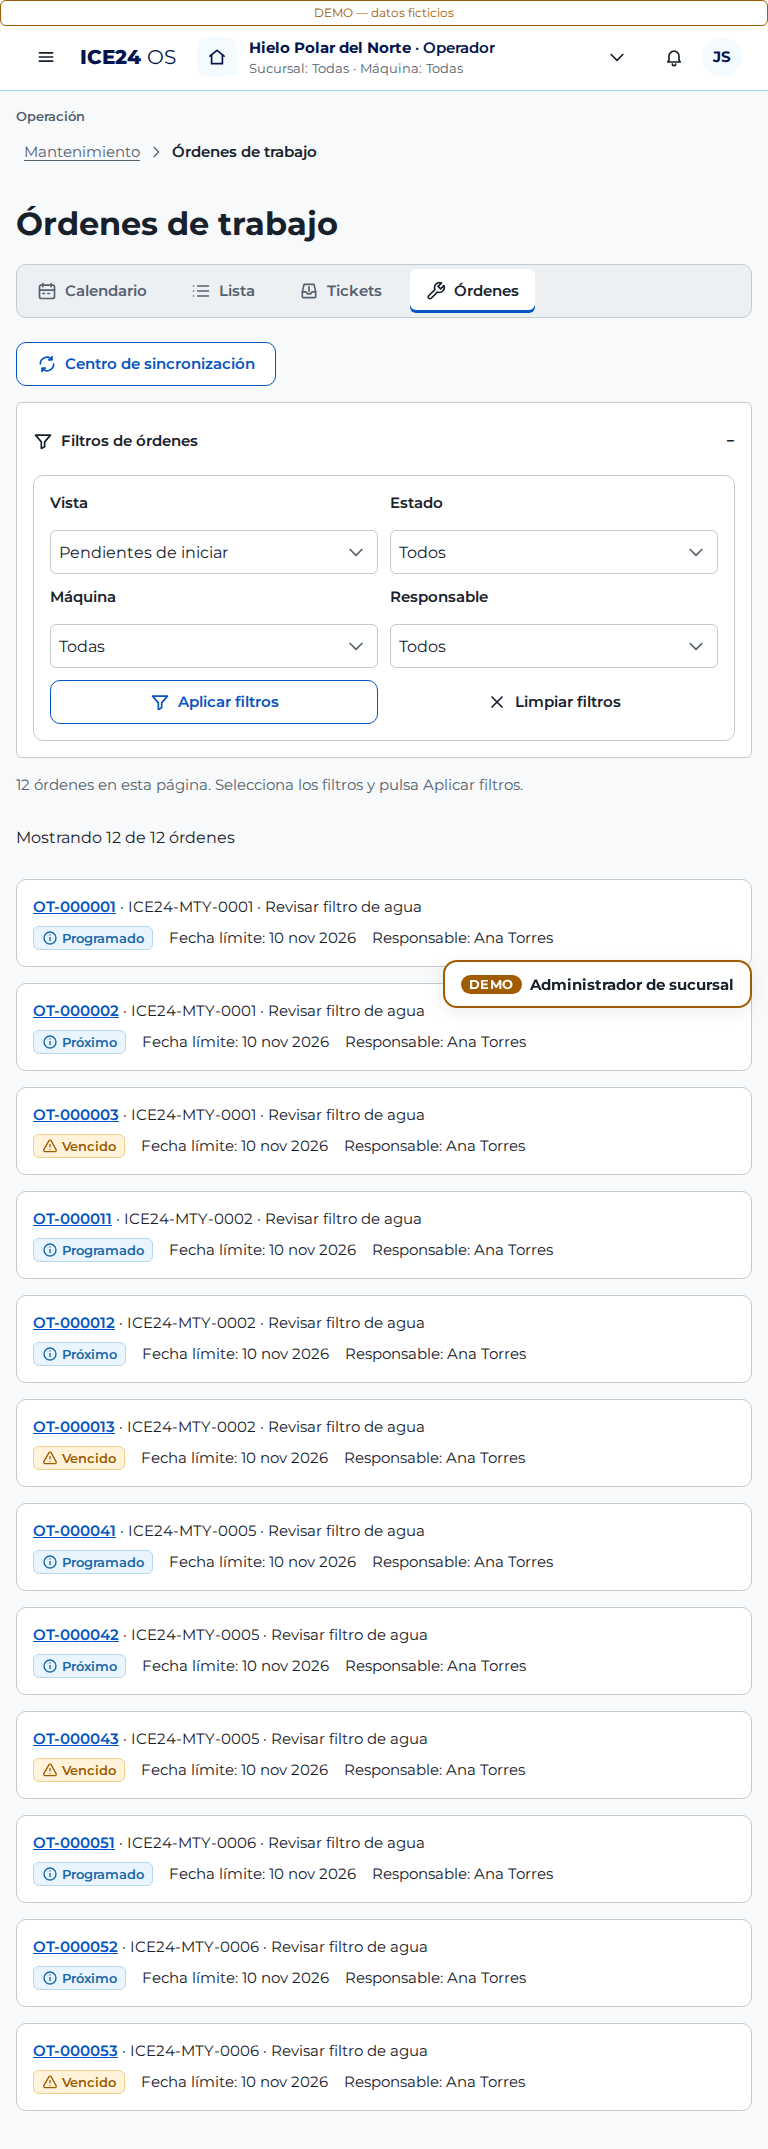 DEMO — datos ficticios
ICE24 OS
Hielo Polar del Norte · Operador
Sucursal: Todas · Máquina: Todas
JS
Operación
Mantenimiento > Órdenes de trabajo
Órdenes de trabajo
Calendario
Lista
Tickets
Órdenes
Centro de sincronización
Filtros de órdenes
−
Vista
Estado
Pendientes de iniciar
Todos
Máquina
Responsable
Todas
Todos
Aplicar filtros
Limpiar filtros
12 órdenes en esta página. Selecciona los filtros y pulsa Aplicar filtros.
Mostrando 12 de 12 órdenes
OT-000001 · ICE24-MTY-0001 · Revisar filtro de agua
Programado Fecha límite: 10 nov 2026 Responsable: Ana Torres
DEMO Administrador de sucursal
OT-000002 · ICE24-MTY-0001 · Revisar filtro de agua
Próximo Fecha límite: 10 nov 2026 Responsable: Ana Torres
OT-000003 · ICE24-MTY-0001 · Revisar filtro de agua
Vencido Fecha límite: 10 nov 2026 Responsable: Ana Torres
OT-000011 · ICE24-MTY-0002 · Revisar filtro de agua
Programado Fecha límite: 10 nov 2026 Responsable: Ana Torres
OT-000012 · ICE24-MTY-0002 · Revisar filtro de agua
Próximo Fecha límite: 10 nov 2026 Responsable: Ana Torres
OT-000013 · ICE24-MTY-0002 · Revisar filtro de agua
Vencido Fecha límite: 10 nov 2026 Responsable: Ana Torres
OT-000041 · ICE24-MTY-0005 · Revisar filtro de agua
Programado Fecha límite: 10 nov 2026 Responsable: Ana Torres
OT-000042 · ICE24-MTY-0005 · Revisar filtro de agua
Próximo Fecha límite: 10 nov 2026 Responsable: Ana Torres
OT-000043 · ICE24-MTY-0005 · Revisar filtro de agua
Vencido Fecha límite: 10 nov 2026 Responsable: Ana Torres
OT-000051 · ICE24-MTY-0006 · Revisar filtro de agua
Programado Fecha límite: 10 nov 2026 Responsable: Ana Torres
OT-000052 · ICE24-MTY-0006 · Revisar filtro de agua
Próximo Fecha límite: 10 nov 2026 Responsable: Ana Torres
OT-000053 · ICE24-MTY-0006 · Revisar filtro de agua
Vencido Fecha límite: 10 nov 2026 Responsable: Ana Torres